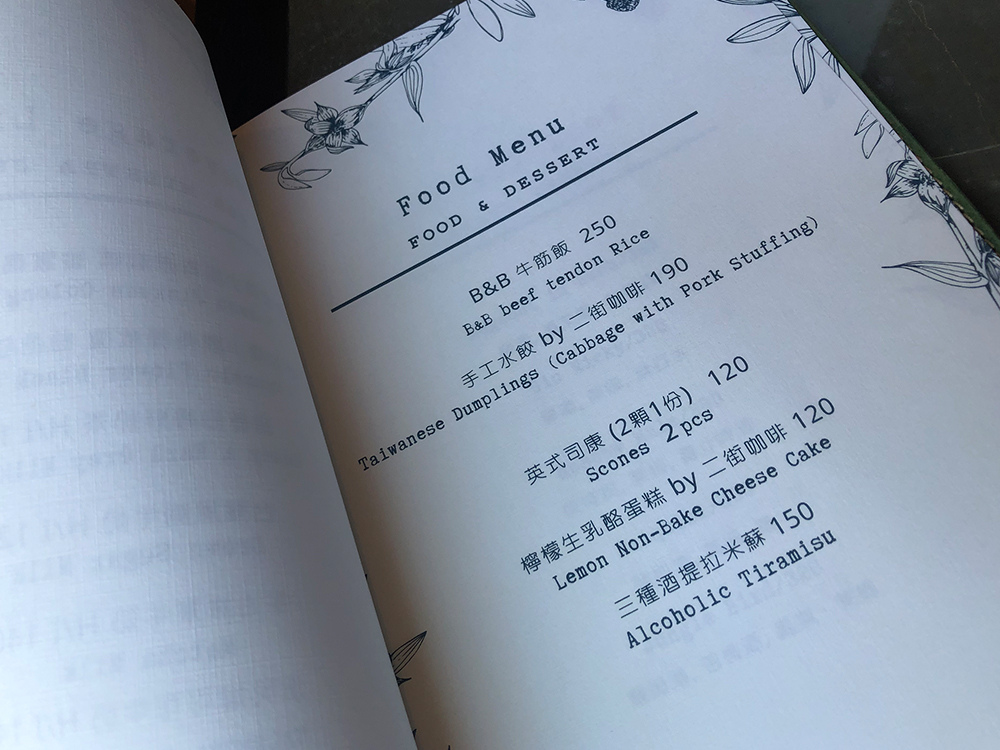 Food Menu
FOOD & DESSERT
B&B 牛筋飯 250
B&B beef tendon Rice
手工水餃 by 二街咖啡 190
Taiwanese Dumplings (Cabbage with Pork Stuffing)
英式司康 (2顆1份) 120
Scones 2pcs
檸檬生乳酪蛋糕 by 二街咖啡 120
Lemon Non-Bake Cheese Cake
三種酒提拉米蘇 150
Alcoholic Tiramisu